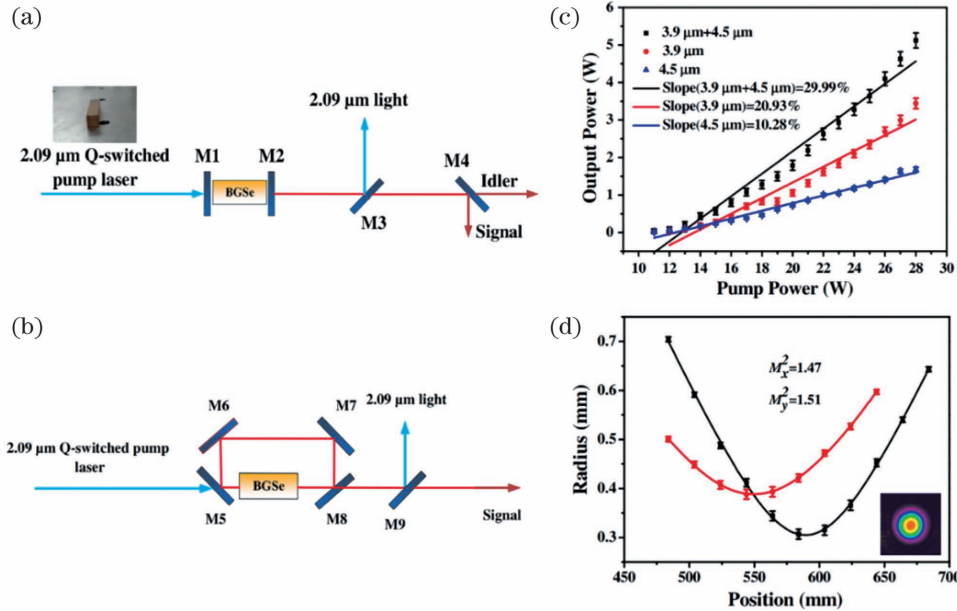 (a)
2.09 μm Q-switched
pump laser
M1
M2
BGSe
2.09 μm light
M3
M4
Idler
Signal
(b)
2.09 μm Q-switched pump
laser
M5
M6
M7
BGSe
M8
2.09 μm light
M9
Signal
(c)
Output Power (W)
6
5
4
3
2
1
0
3.9 μm+4.5 μm
3.9 μm
4.5 μm
Slope(3.9 μm+4.5 μm)=29.99%
Slope(3.9 μm)=20.93%
Slope(4.5 μm)=10.28%
10 12 14 16 18 20 22 24 26 28 30
Pump Power (W)
(d)
Radius (mm)
0.7
0.6
0.5
0.4
0.3
M_x^2=1.47
M_y^2=1.51
450 500 550 600 650 700
Position (mm)